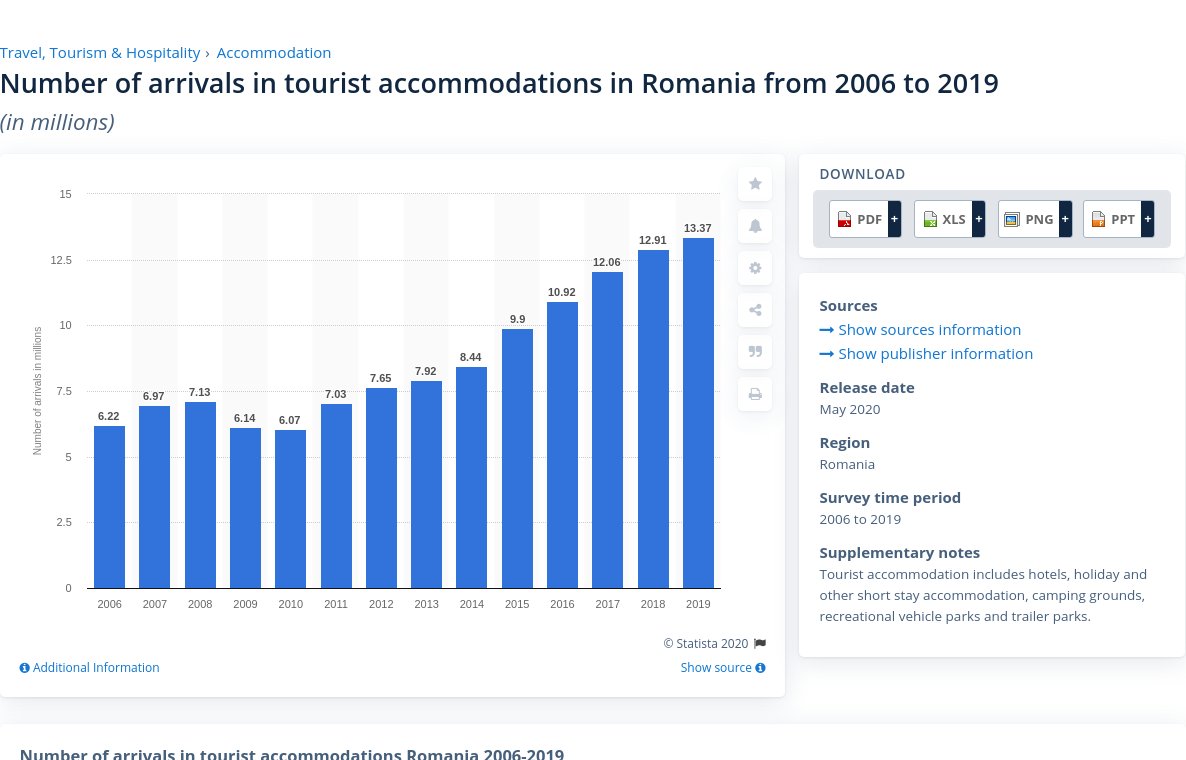 Travel, Tourism & Hospitality › Accommodation
Number of arrivals in tourist accommodations in Romania from 2006 to 2019
(in millions)
Number of arrivals in millions
15
12.5
10
7.5
5
2.5
0
6.22
6.97
7.13
6.14
6.07
7.03
7.65
7.92
8.44
9.9
10.92
12.06
12.91
13.37
2006 2007 2008 2009 2010 2011 2012 2013 2014 2015 2016 2017 2018 2019
© Statista 2020
Additional Information
Show source
DOWNLOAD
PDF + XLS + PNG + PPT +
Sources
Show sources information
Show publisher information
Release date
May 2020
Region
Romania
Survey time period
2006 to 2019
Supplementary notes
Tourist accommodation includes hotels, holiday and
other short stay accommodation, camping grounds,
recreational vehicle parks and trailer parks.
Number of arrivals in tourist accommodations Romania 2006-2019